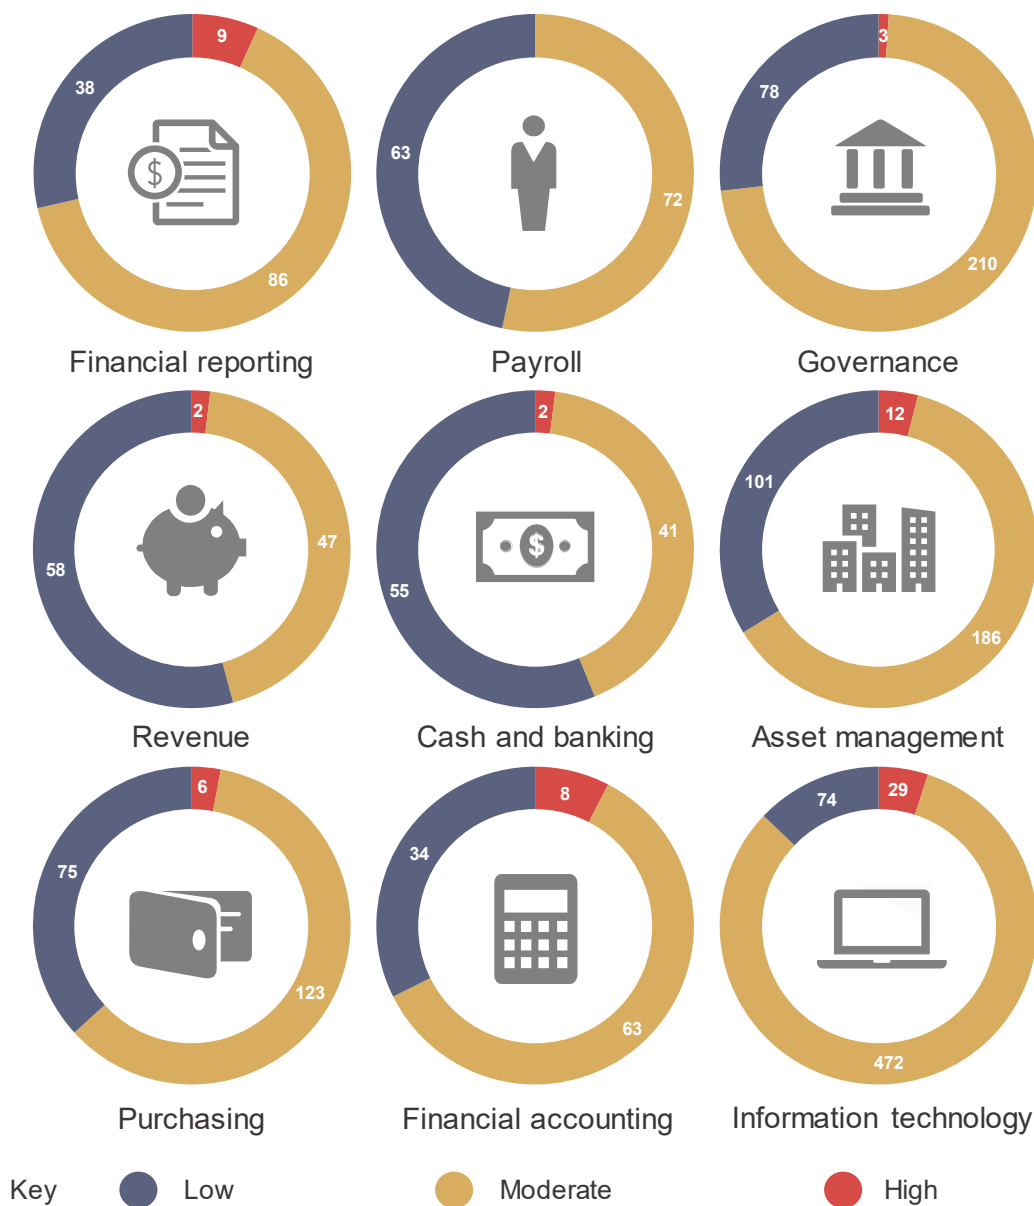 9
38
86
$
Financial reporting
63
72
Payroll
3
78
210
Governance
2
47
58
Revenue
2
41
55
$
Cash and banking
12
101
186
Asset management
6
75
123
Purchasing
8
34
63
Financial accounting
29
74
472
Information technology
Key Low Moderate High